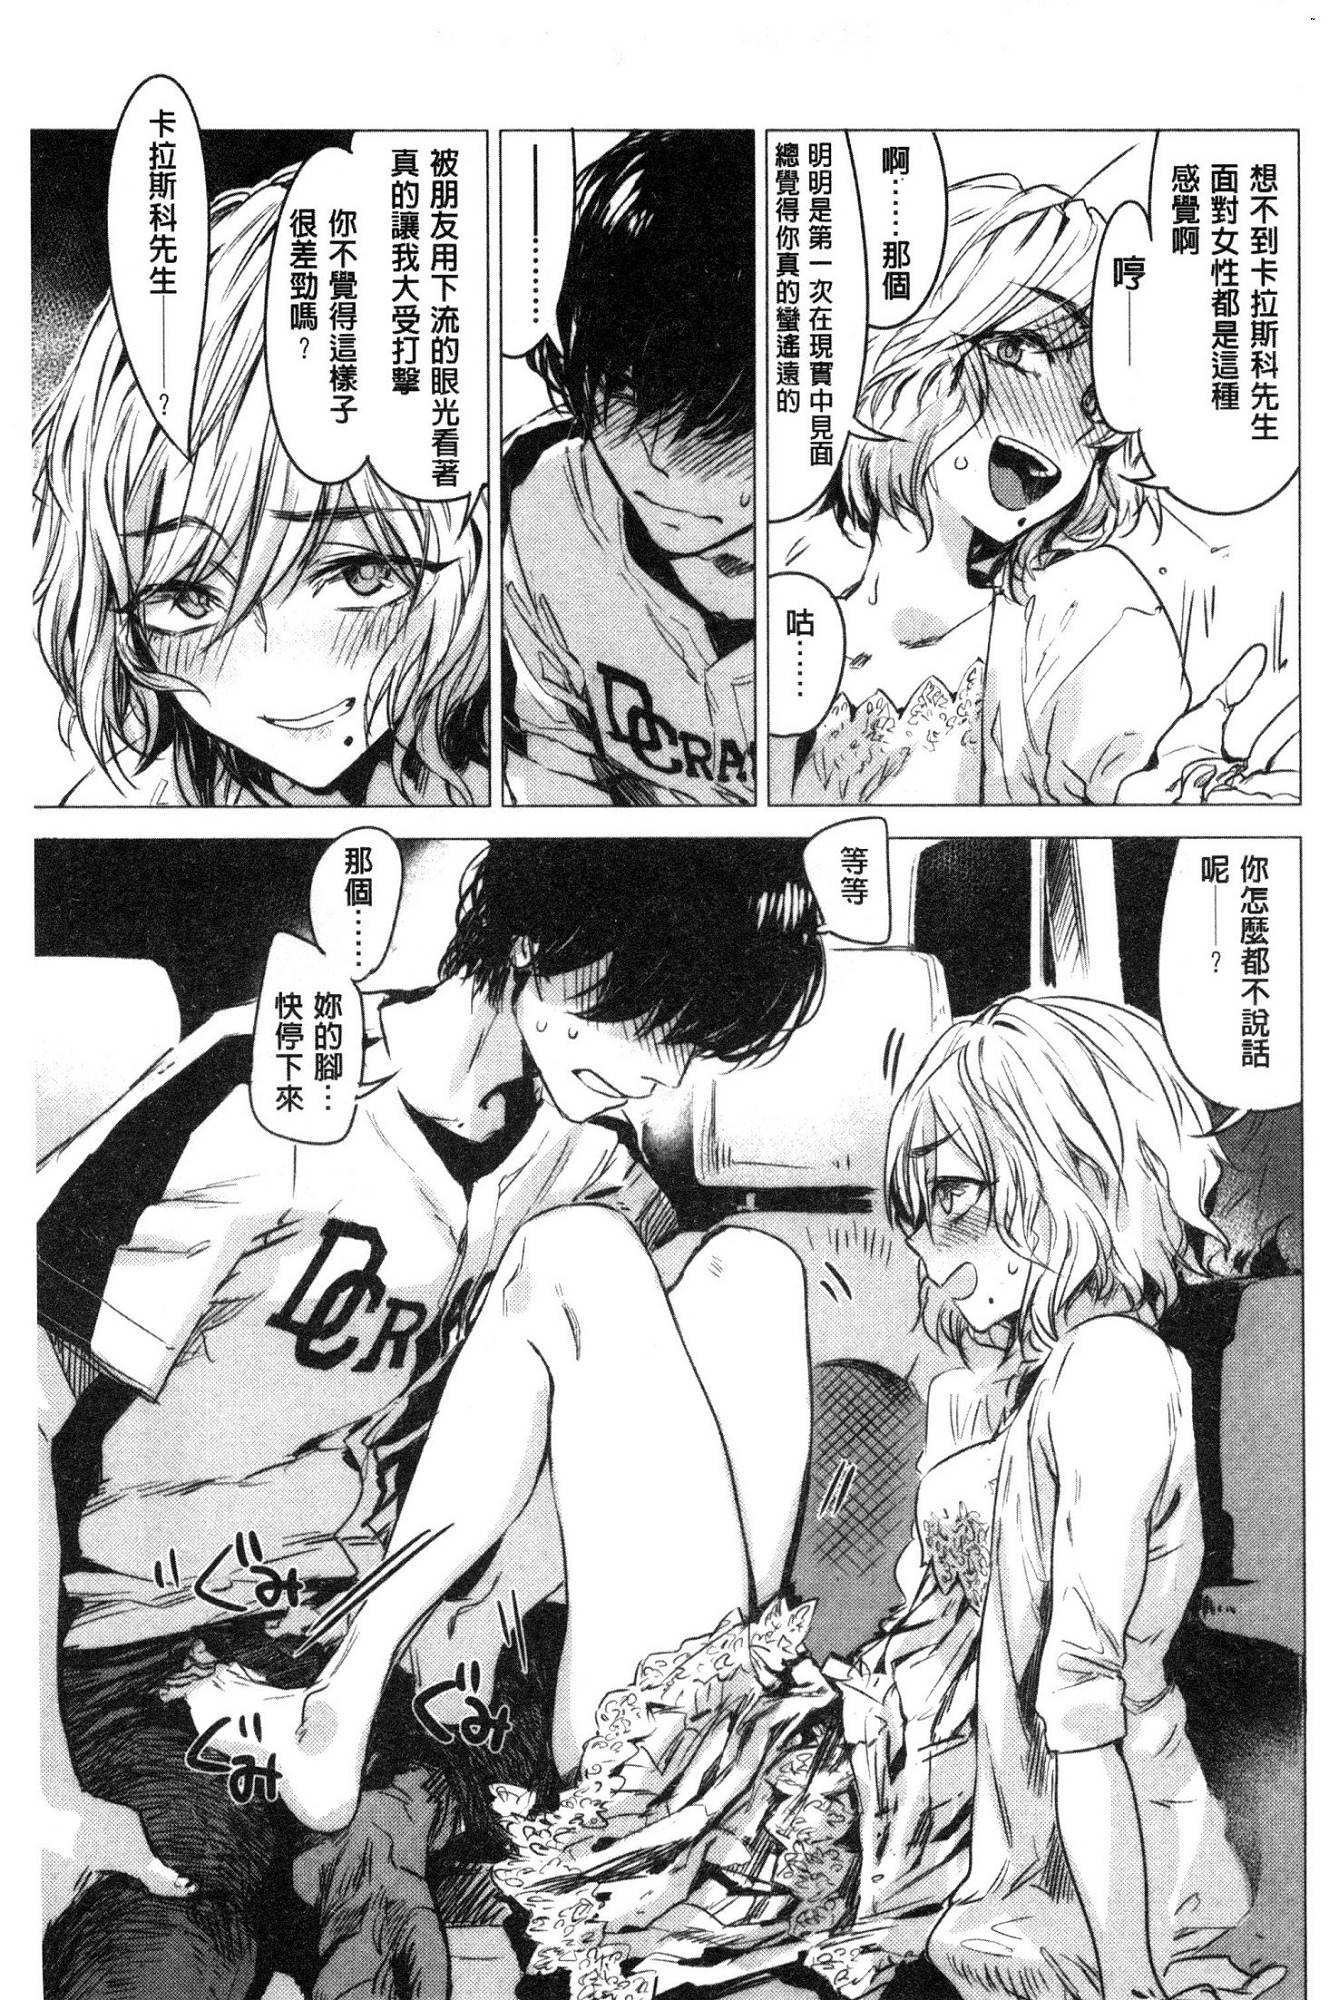 想不到卡拉斯科先生
面對女性都是這種
感覺啊
哼——
啊……那個
明明是第一次在現實中見面
總覺得你真的蠻遙遠的
咕……
————………
DCRA
被朋友用下流的眼光看著
真的讓我大受打擊
你不覺得這樣子
很差勁嗎？
卡拉斯科先生——？
你怎麼都不說話
呢——？
等等
那個……
妳的腳…
快停下來
DCRA
ぐみ
ぐみ
ぐみ